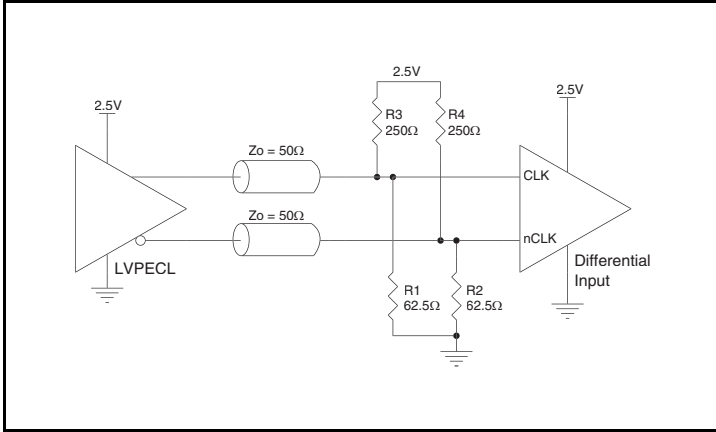 2.5V
2.5V
2.5V
R3
250Ω
R4
250Ω
Zo = 50Ω
CLK
Zo = 50Ω
nCLK
LVPECL
Differential
Input
R1
62.5Ω
R2
62.5Ω